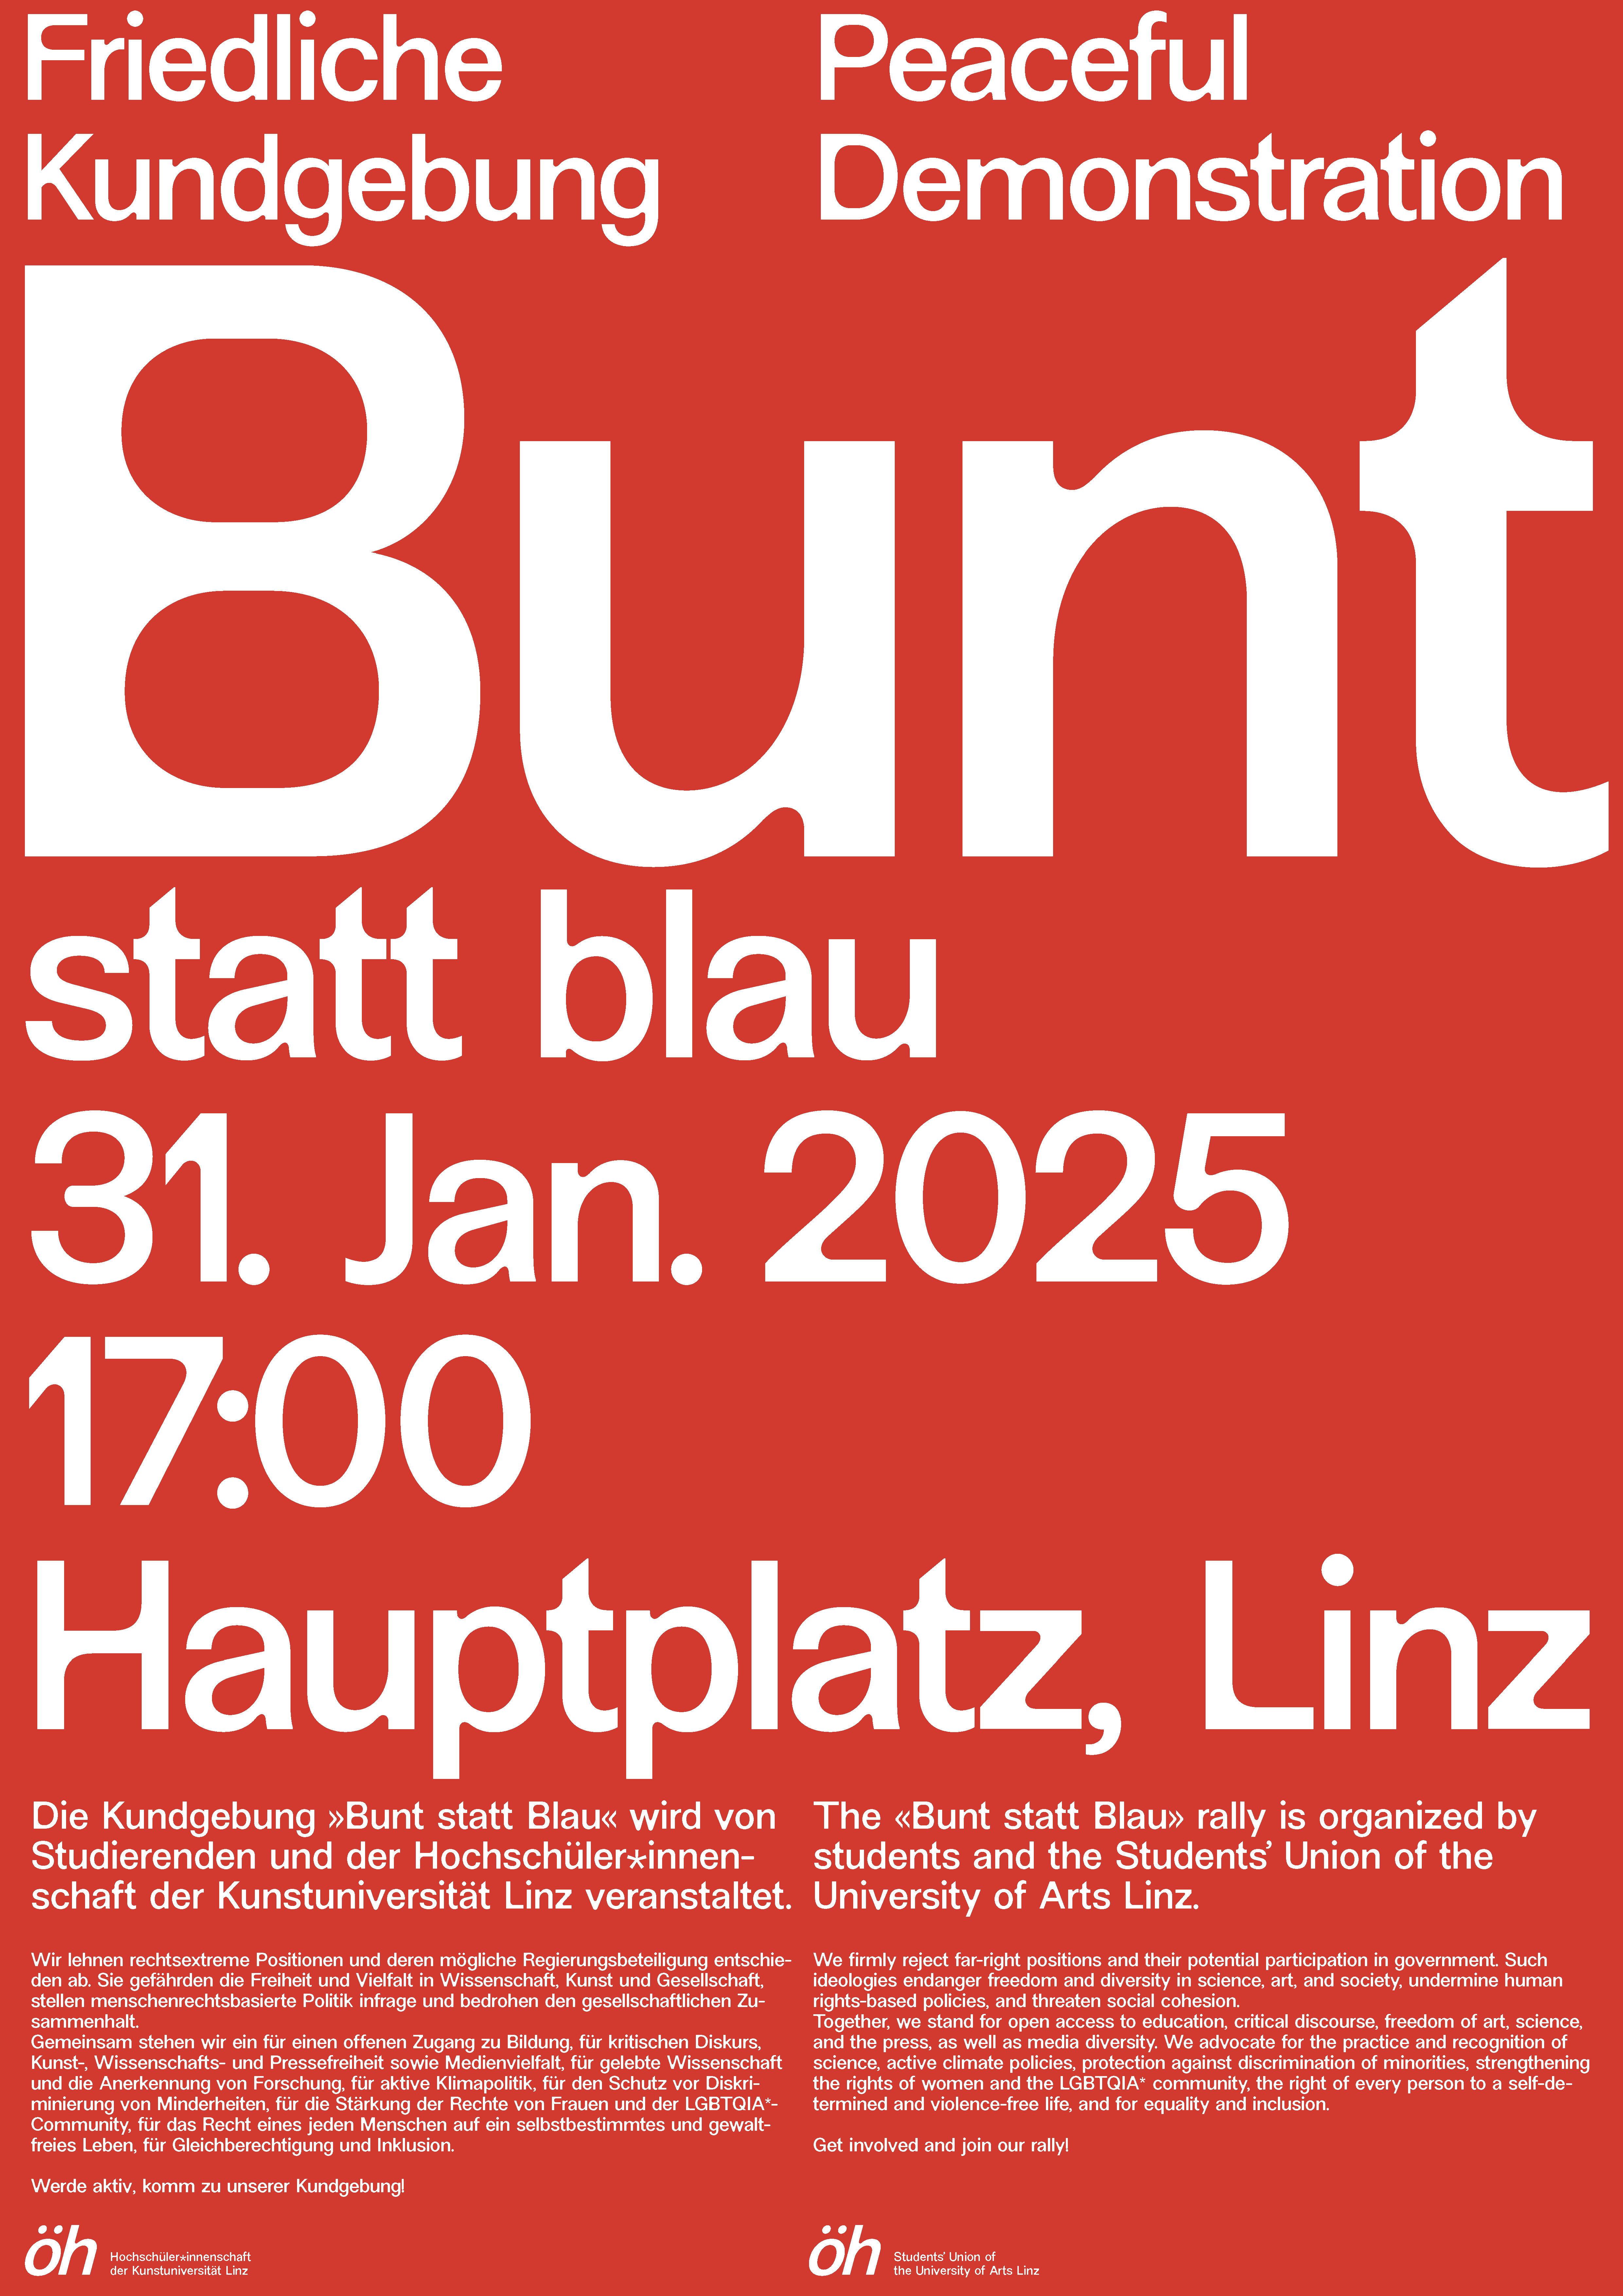 Friedliche
Kundgebung
Peaceful
Demonstration
Bunt
statt blau
31. Jan. 2025
17:00
Hauptplatz, Linz
Die Kundgebung »Bunt statt Blau« wird von
Studierenden und der Hochschüler*innen-
schaft der Kunstuniversität Linz veranstaltet.
Wir lehnen rechtsextreme Positionen und deren mögliche Regierungsbeteiligung entschie-
den ab. Sie gefährden die Freiheit und Vielfalt in Wissenschaft, Kunst und Gesellschaft,
stellen menschenrechtsbasierte Politik infrage und bedrohen den gesellschaftlichen Zu-
sammenhalt.
Gemeinsam stehen wir ein für einen offenen Zugang zu Bildung, für kritischen Diskurs,
Kunst-, Wissenschafts- und Pressefreiheit sowie Medienvielfalt, für gelebte Wissenschaft
und die Anerkennung von Forschung, für aktive Klimapolitik, für den Schutz vor Diskri-
minierung von Minderheiten, für die Stärkung der Rechte von Frauen und der LGBTQIA*-
Community, für das Recht eines jeden Menschen auf ein selbstbestimmtes und gewalt-
freies Leben, für Gleichberechtigung und Inklusion.
Werde aktiv, komm zu unserer Kundgebung!
The «Bunt statt Blau» rally is organized by
students and the Students' Union of the
University of Arts Linz.
We firmly reject far-right positions and their potential participation in government. Such
ideologies endanger freedom and diversity in science, art, and society, undermine human
rights-based policies, and threaten social cohesion.
Together, we stand for open access to education, critical discourse, freedom of art, science,
and the press, as well as media diversity. We advocate for the practice and recognition of
science, active climate policies, protection against discrimination of minorities, strengthening
the rights of women and the LGBTQIA* community, the right of every person to a self-de-
termined and violence-free life, and for equality and inclusion.
Get involved and join our rally!
öh
Hochschüler*innenschaft
der Kunstuniversität Linz
öh
Students' Union of
the University of Arts Linz